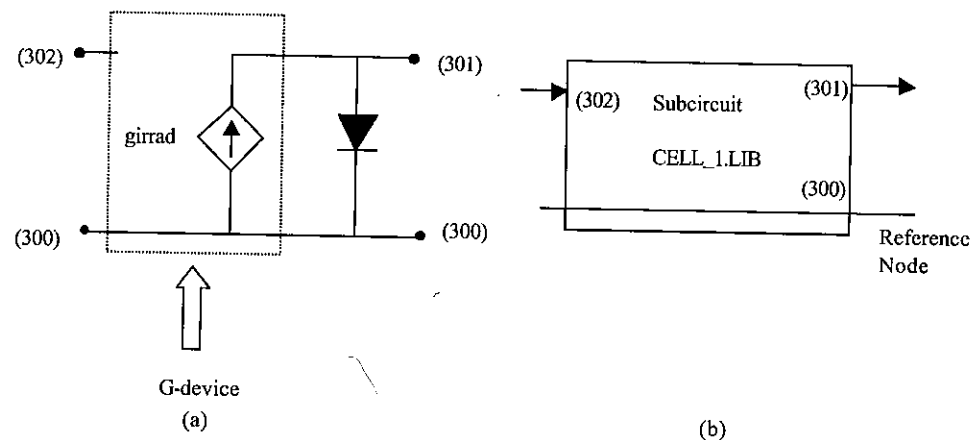 (302)
(301)
girrad
(300)
(300)
G-device
(a)
(302)
Subcircuit
(301)
CELL_1.LIB
(300)
Reference
Node
(b)